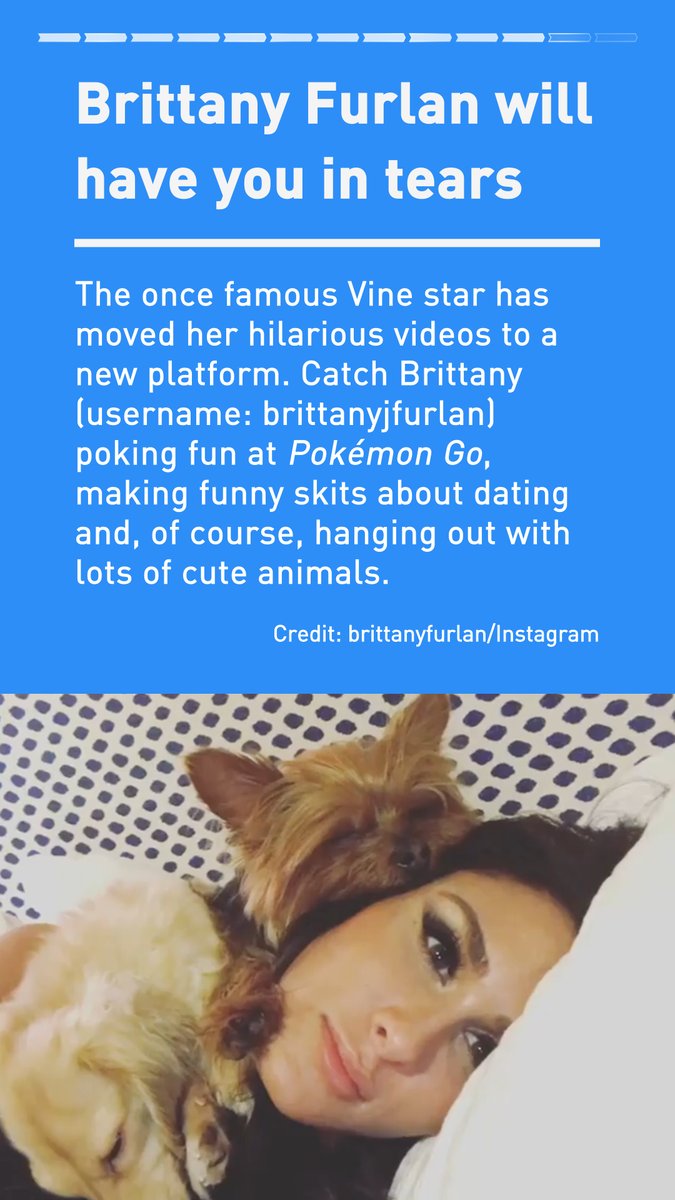 Brittany Furlan will
have you in tears
The once famous Vine star has
moved her hilarious videos to a
new platform. Catch Brittany
(username: brittanyjfurlan)
poking fun at Pokémon Go,
making funny skits about dating
and, of course, hanging out with
lots of cute animals.
Credit: brittanyfurlan/Instagram